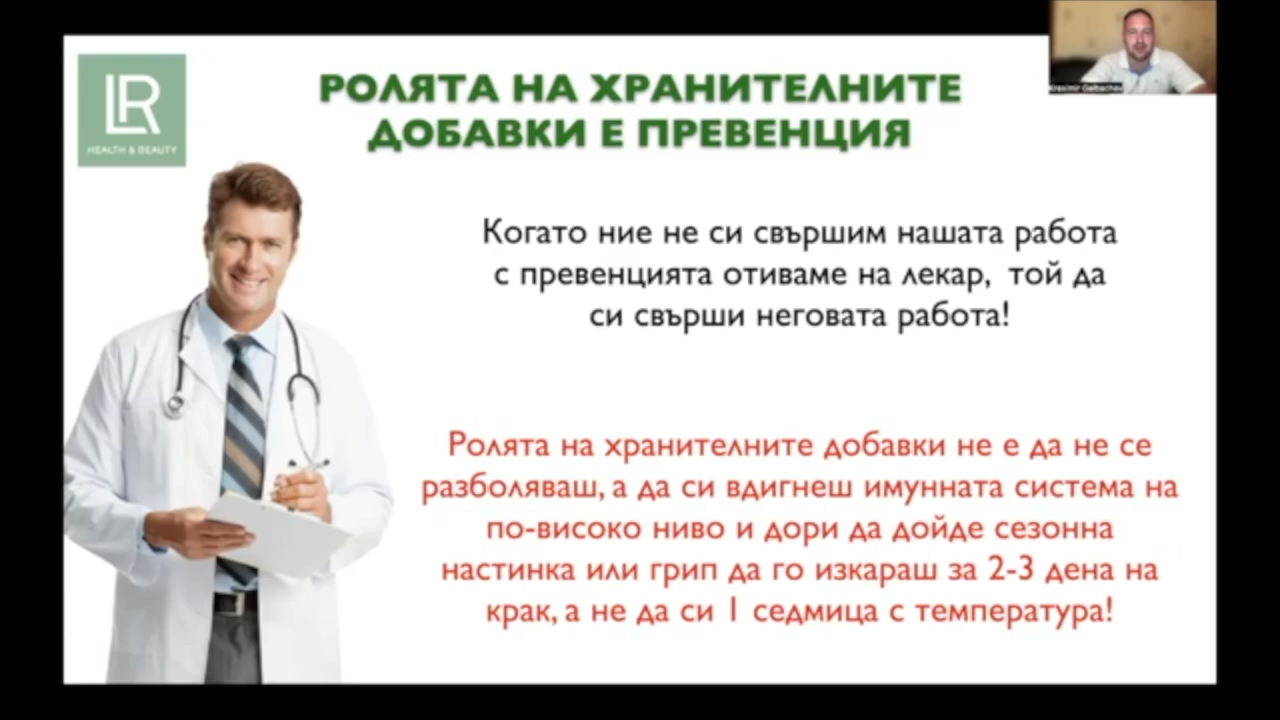 LR
HEALTH & BEAUTY
РОЛЯТА НА ХРАНИТЕЛНИТЕ
ДОБАВКИ Е ПРЕВЕНЦИЯ
Когато ние не си свършим нашата работа
с превенцията отиваме на лекар, той да
си свърши неговата работа!
Ролята на хранителните добавки не е да не се
разболяваш, а да си вдигнеш имунната система на
по-високо ниво и дори да дойде сезонна
настинка или грип да го изкараш за 2-3 дена на
крак, а не да си 1 седмица с температура!